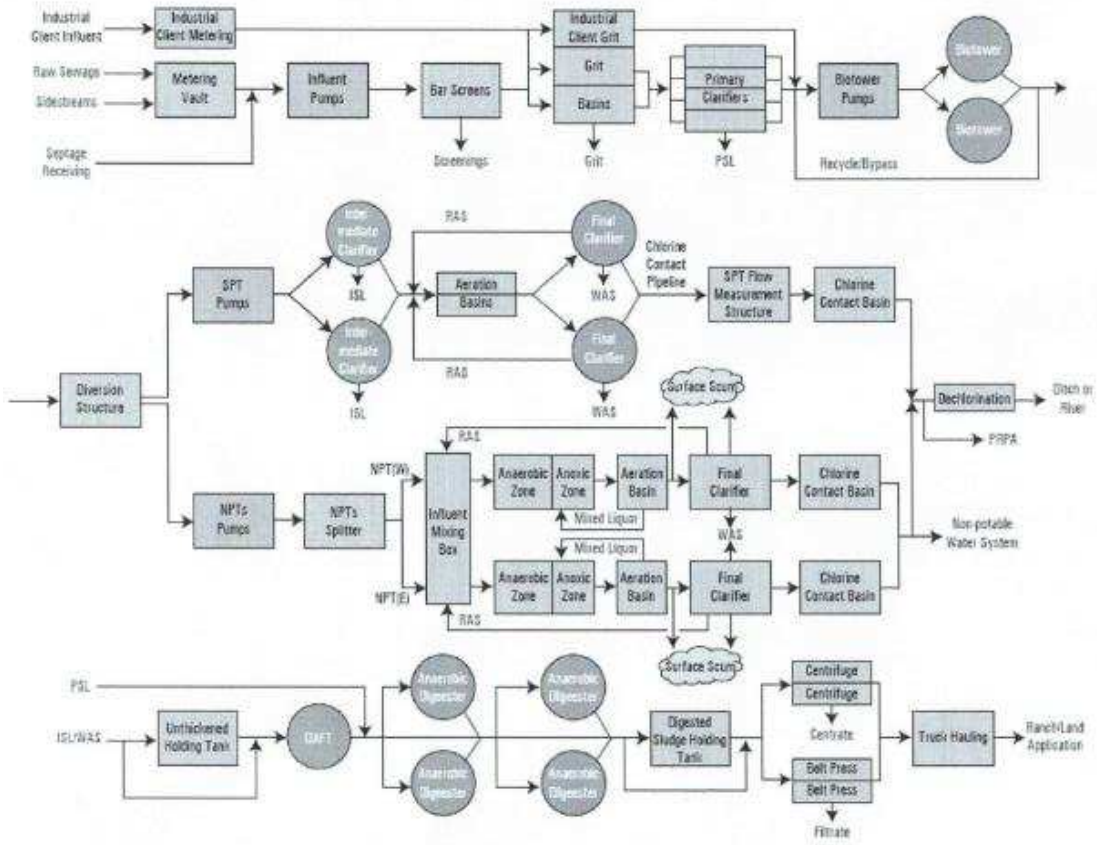 Industrial
Client Influent
Industrial
Client Metering
Raw Sewage
Sidestreams
Metering
Vault
Septage
Receiving
Influent
Pumps
Bar Screens
Screenings
Industrial
Client Grit
Grit
Basins
Grit
Primary
Clarifiers
PSL
Biotower
Pumps
Biotower
Biotower
Recycle/Bypass
Diversion
Structure
SPT
Pumps
Inter-
mediate
Clarifier
ISL
Inter-
mediate
Clarifier
ISL
RAS
Aeration
Basins
RAS
Final
Clarifier
WAS
Final
Clarifier
WAS
Chlorine
Contact
Pipeline
SPT Flow
Measurement
Structure
Chlorine
Contact Basin
Dechlorination
Ditch or
River
PRPA
NPTs
Pumps
NPTs
Splitter
NPT(W)
NPT(E)
Influent
Mixing
Box
RAS
Anaerobic
Zone
Anoxic
Zone
Aeration
Basin
Mixed Liquor
Surface Scum
Final
Clarifier
WAS
Chlorine
Contact Basin
Non-potable
Water System
Mixed Liquor
Anaerobic
Zone
Anoxic
Zone
Aeration
Basin
Final
Clarifier
Chlorine
Contact Basin
RAS
Surface Scum
PSL
ISL/WAS
Unthickened
Holding Tank
DAFT
Anaerobic
Digester
Anaerobic
Digester
Anaerobic
Digester
Anaerobic
Digester
Digested
Sludge Holding
Tank
Centrifuge
Centrifuge
Centrate
Belt Press
Belt Press
Filtrate
Truck Hauling
Ranch/Land
Application